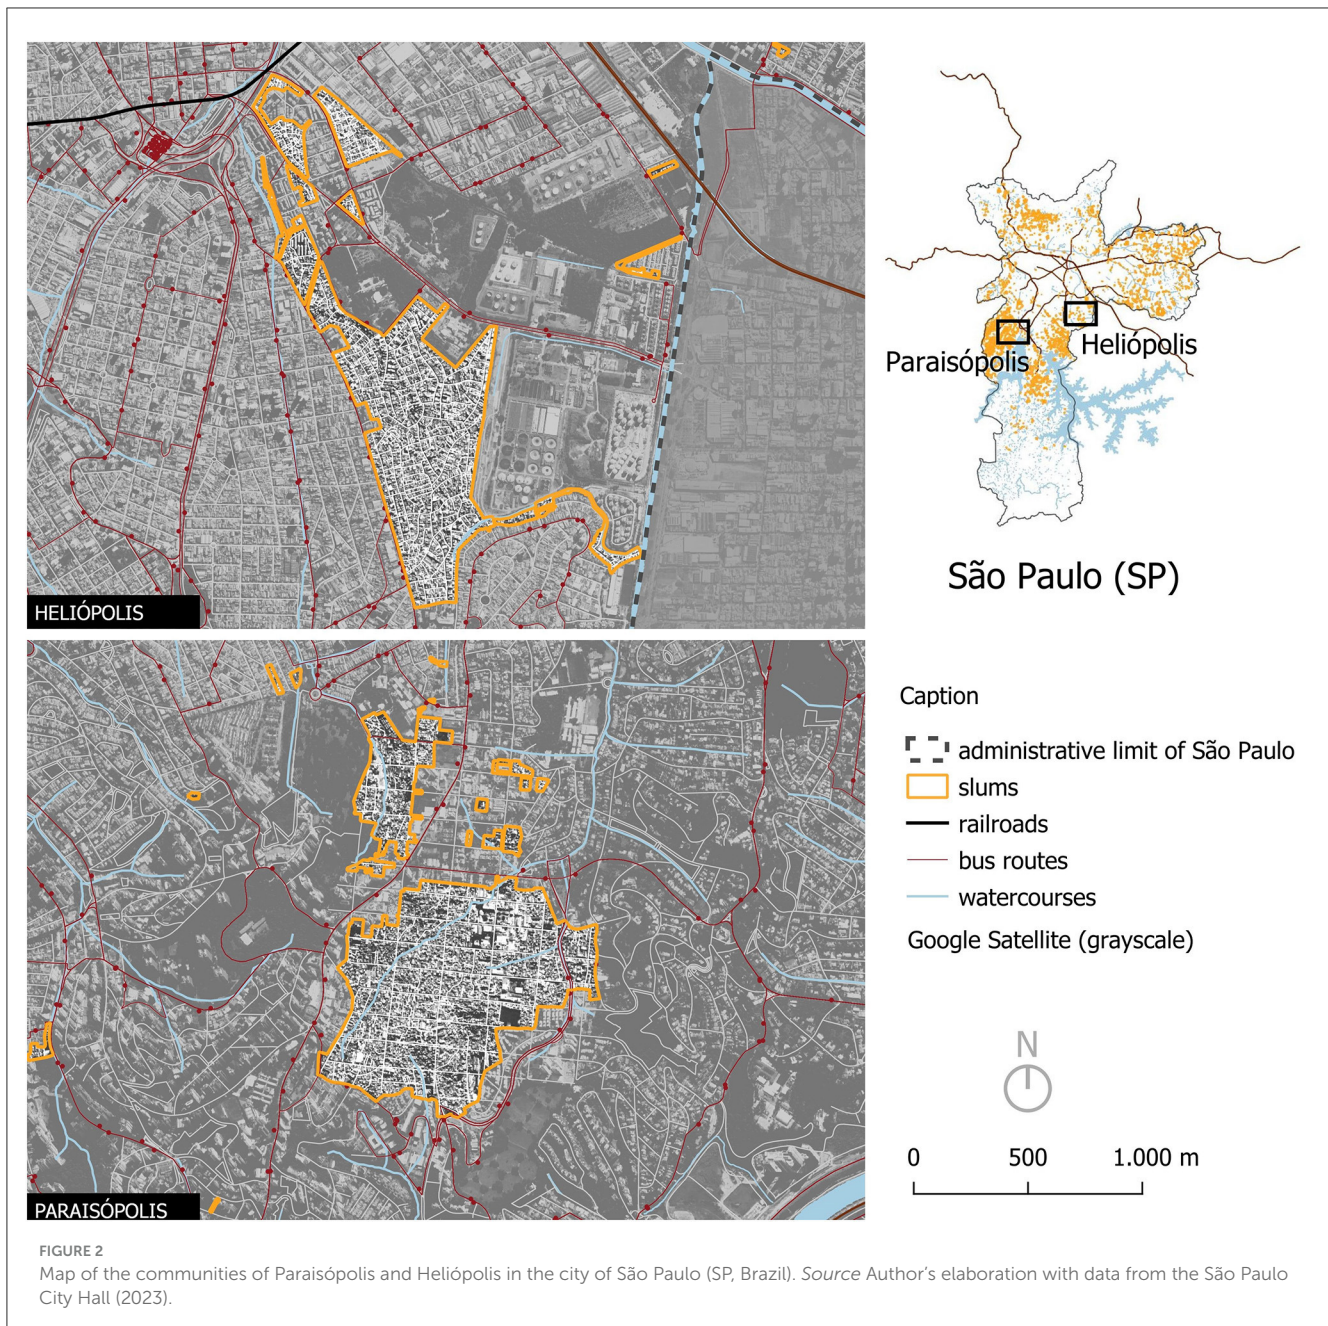 HELIÓPOLIS
Paraisópolis
Heliópolis
São Paulo (SP)
PARAISÓPOLIS
Caption
administrative limit of São Paulo
slums
railroads
bus routes
watercourses
Google Satellite (grayscale)
N
0 500 1.000 m
FIGURE 2
Map of the communities of Paraisópolis and Heliópolis in the city of São Paulo (SP, Brazil). Source Author's elaboration with data from the São Paulo
City Hall (2023).